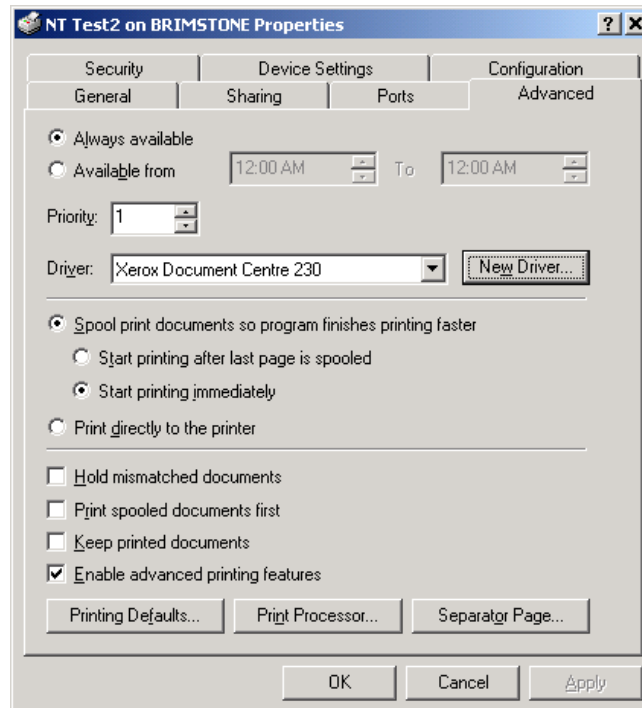 NT Test2 on BRIMSTONE Properties
Security Device Settings Configuration
General Sharing Ports Advanced
Always available
Available from 12:00 AM To 12:00 AM
Priority: 1
Driver: Xerox Document Centre 230 New Driver...
Spool print documents so program finishes printing faster
Start printing after last page is spooled
Start printing immediately
Print directly to the printer
Hold mismatched documents
Print spooled documents first
Keep printed documents
Enable advanced printing features
Printing Defaults... Print Processor... Separator Page...
OK Cancel Apply